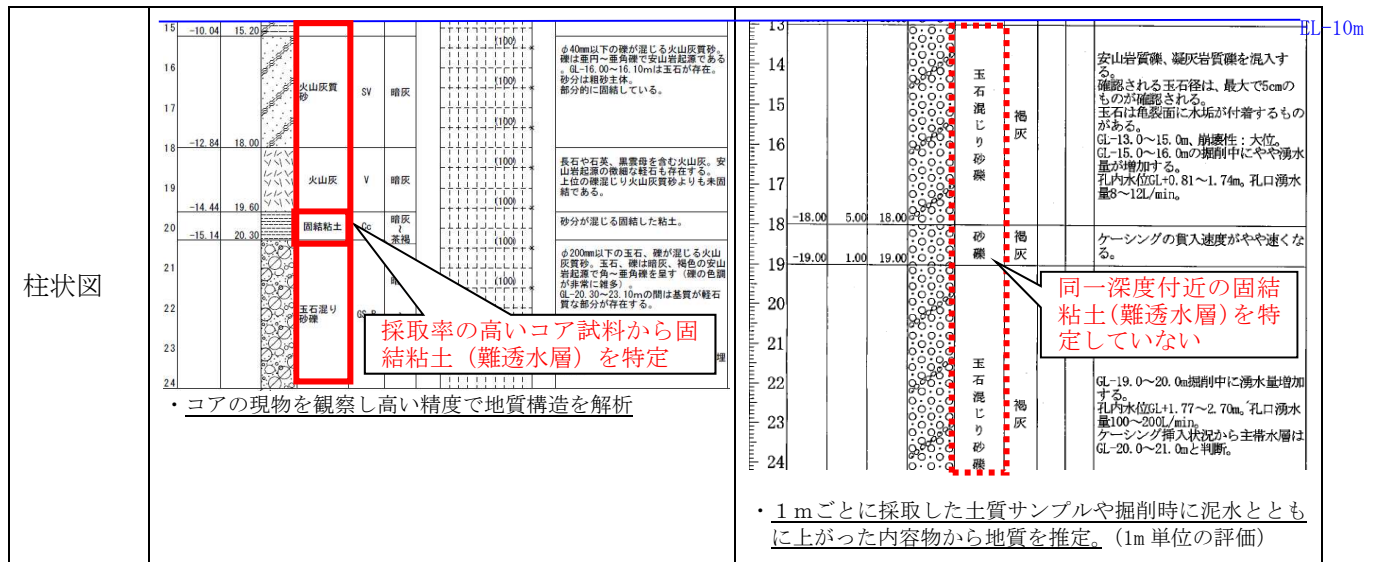 EL-10m
柱状図
15 -10.04 15.20
16
17
18 -12.84 18.00
19
-14.44 19.60
20
-15.14 20.30
21
22
23
24
火山灰質
砂
SV
暗灰
火山灰
V
暗灰
固結粘土
Cc
暗灰
～
茶褐
玉石混り
砂礫
(100)
(100)
(100)
(100)
(100)
(100)
(100)
φ40mm以下の礫が混じる火山灰質砂。
礫は亜円～亜角礫で安山岩起源である
。GL-16.00～16.10mは玉石が存在。
砂分は粗砂主体。
部分的に固結している。
長石や石英、黒雲母を含む火山灰。安
山岩起源の微細な軽石も存在する。
上位の礫混じり火山灰質砂よりも未固
結である。
砂分が混じる固結した粘土。
φ200mm以下の玉石、礫が混じる火山
灰質砂。玉石、礫は暗灰、褐色の安山
岩起源で角～亜角礫を呈す（礫の色調
が非常に雑多）。
GL-20.30～23.10mの間は基質が軽石
質な部分が存在する。
採取率の高いコア試料から固
結粘土（難透水層）を特定
・コアの現物を観察し高い精度で地質構造を解析
13
14
15
16
17
18 -18.00 5.00 18.00
19 -19.00 1.00 19.00
20
21
22
23
24
玉石混じり砂礫
褐灰
砂礫
褐灰
玉石混じり砂礫
褐灰
安山岩質礫、凝灰岩質礫を混入す
る。
確認される玉石径は、最大で5cmの
ものが確認される。
玉石は亀裂面に水垢が付着するもの
がある。
GL-13.0～15.0m、崩壊性：大位。
GL-15.0～16.0mの掘削中にやや湧水
量が増加する。
孔内水位GL+0.81～1.74m。孔口湧水
量8～12L/min。
ケーシングの貫入速度がやや速くな
る。
同一深度付近の固結
粘土(難透水層)を特
定していない
GL-19.0～20.0m掘削中に湧水量増加
する。
孔内水位GL+1.77～2.70m。孔口湧水
量100～200L/min。
ケーシング挿入状況から主帯水層は
GL-20.0～21.0mと判断。
・１ｍごとに採取した土質サンプルや掘削時に泥水ととも
に上がった内容物から地質を推定。(1m 単位の評価)